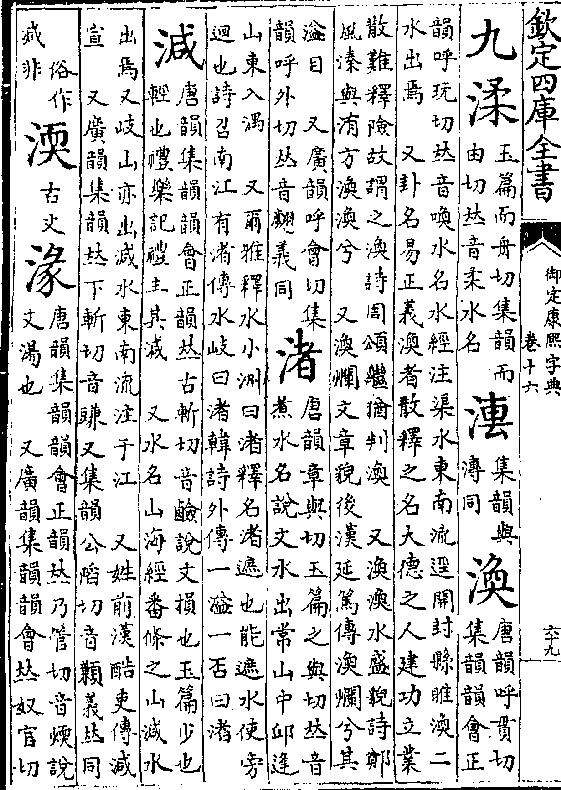 欽定四庫全書
御定康熙字典
卷十六
六十九
九
渘
玉篇而舟切集韻而
由切𠀤音柔水名
集韻與
漙同
渙
唐韻呼貫切
集韻韻會正
韻呼玩切𠀤音喚水名水經注渠水東南流逕開封縣睢渙二
水出焉 又卦名易正義渙者散釋之名大德之人建功立業
散難釋險故謂之渙詩周頌繼猶判渙 又渙渙水盛貌詩鄭
風溱與洧方渙渙兮 又渙爛文章貌後漢延篤傳渙爛兮其
溢目 又廣韻呼會切集
韻呼外切𠀤音翽義同
渚
唐韻章與切玉篇之與切𠀤音
煮水名說文水出常山中邱逢
山東入湡 又爾雅釋水小洲曰渚釋名渚遮也能遮水使旁
迴也詩召南江有渚傳水岐曰渚韓詩外傳一溢一否曰渚
減
唐韻集韻韻會正韻𠀤古斬切音鹼說文損也玉篇少也
輕也禮樂記禮主其減 又水名山海經番條之山減水
出焉又岐山亦出減水東南流注于江 又姓前漢酷吏傳減
宣 又廣韻集韻𠀤下斬切音豏又集韻公陷切音䫡義𠀤同
俗作
减非
渜
古文
湪
唐韻集韻韻會正韻𠀤乃管切音煖說
文湯也 又廣韻集韻韻會𠀤奴官切